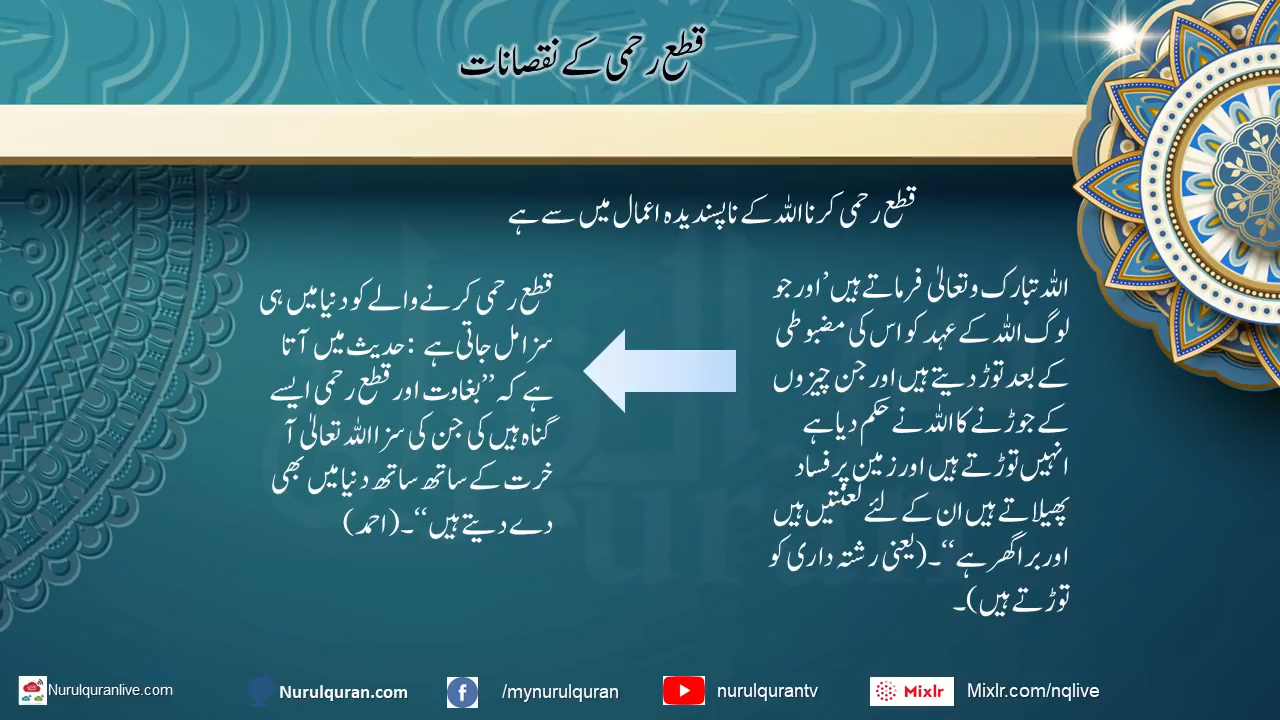 قطع رحمی کے نقصانات
قطع رحمی کرنا اللہ کے ناپسندیدہ اعمال میں سے ہے
اللہ تبارک و تعالیٰ فرماتے ہیں’اور جو
لوگ اللہ کے عہد کو اس کی مضبوطی
کے بعد توڑ دیتے ہیں اور جن چیزوں
کے جوڑنے کا اللہ نے حکم دیا ہے
انہیں توڑتے ہیں اور زمین پر فساد
پھیلاتے ہیں ان کے لئے لعنتیں ہیں
اور برا گھر ہے‘‘۔(یعنی رشتہ داری کو
توڑتے ہیں)۔
قطع رحمی کرنے والے کو دنیا میں ہی
سزا مل جاتی ہے :حدیث میں آتا
ہے کہ’’بغاوت اور قطع رحمی ایسے
گناہ ہیں کی جن کی سزا اللہ تعالیٰ آ
خرت کے ساتھ ساتھ دنیا میں بھی
دے دیتے ہیں‘‘۔(احمد)
Nurulquranlive.com
Nurulquran.com
/mynurulquran
nurulqurantv
Mixlr
Mixlr.com/nqlive